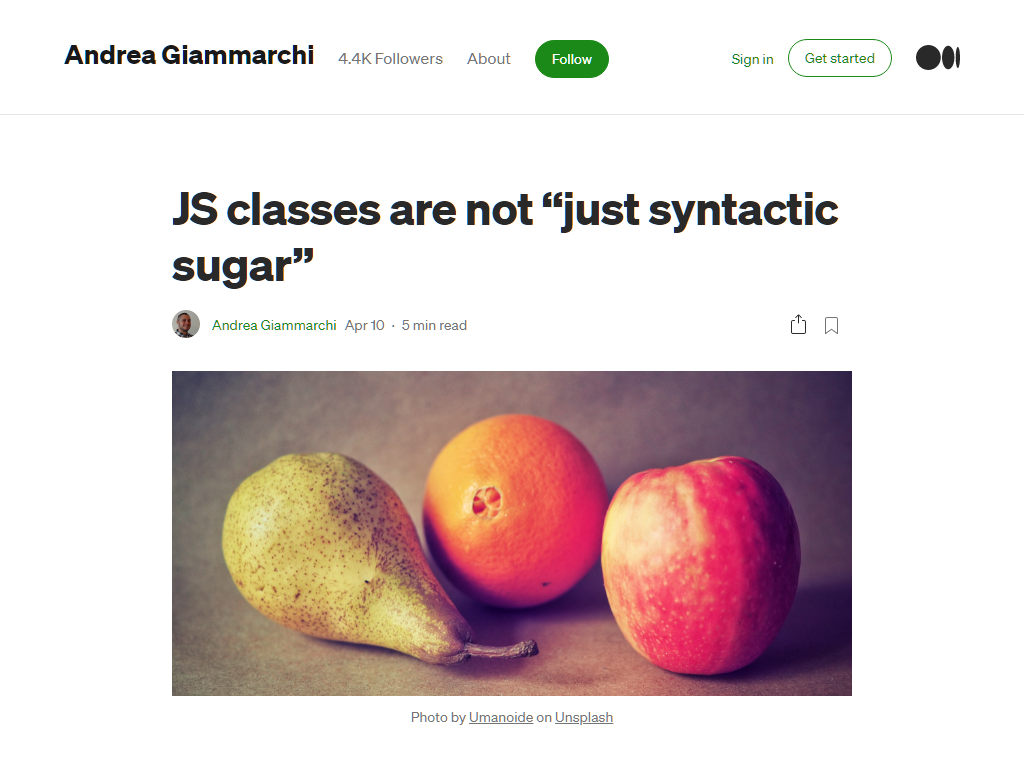 Andrea Giammarchi 4.4K Followers About Follow Sign in Get started
JS classes are not “just syntactic
sugar”
Andrea Giammarchi Apr 10 · 5 min read
Photo by Umanoide on Unsplash